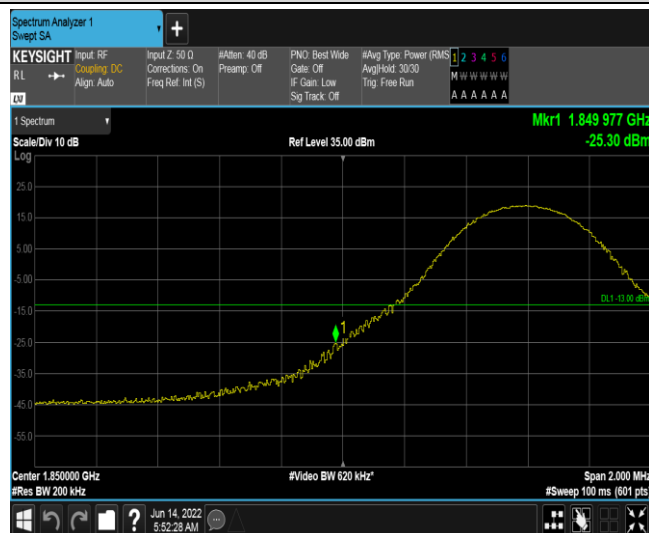 Spectrum Analyzer 1
Swept SA
+
KEYSIGHT
RL
LXI
Input: RF
Coupling: DC
Align: Auto
Input Z: 50 Ω
Corrections: On
Freq Ref: Int (S)
#Atten: 40 dB
Preamp: Off
PNO: Best Wide
Gate: Off
IF Gain: Low
Sig Track: Off
#Avg Type: Power (RMS
Avg|Hold: 30/30
Trig: Free Run
1 2 3 4 5 6
M W W W W W
A A A A A A
1 Spectrum
Mkr1 1.849 977 GHz
Scale/Div 10 dB
Ref Level 35.00 dBm
-25.30 dBm
Log
25.0
15.0
5.00
-5.00
DL1 -13.00 dBm
-15.0
1
-25.0
-35.0
-45.0
-55.0
Center 1.850000 GHz
#Video BW 620 kHz*
Span 2.000 MHz
#Res BW 200 kHz
#Sweep 100 ms (601 pts)
?
Jun 14, 2022
5:52:28 AM